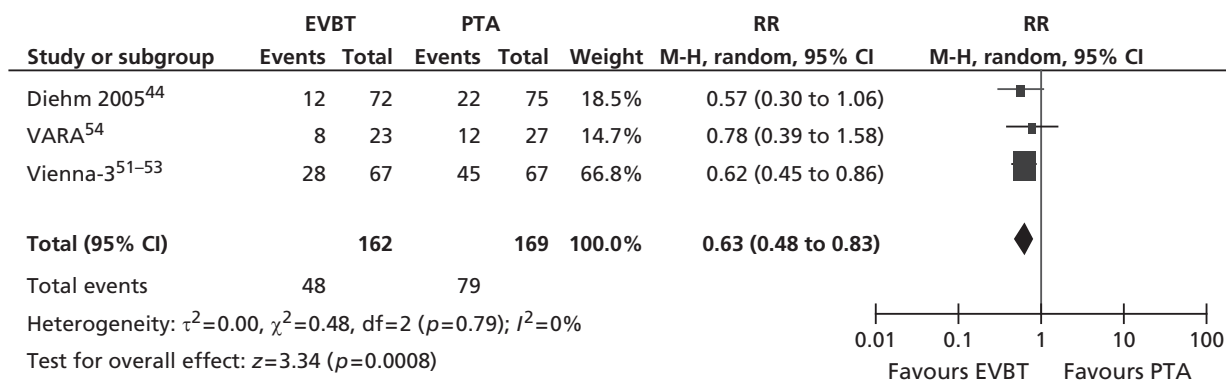 EVBT PTA RR RR
Study or subgroup Events Total Events Total Weight M-H, random, 95% CI M-H, random, 95% CI
Diehm 2005⁴⁴ 12 72 22 75 18.5% 0.57 (0.30 to 1.06)
VARA⁵⁴ 8 23 12 27 14.7% 0.78 (0.39 to 1.58)
Vienna-3⁵¹⁻⁵³ 28 67 45 67 66.8% 0.62 (0.45 to 0.86)
Total (95% CI) 162 169 100.0% 0.63 (0.48 to 0.83)
Total events 48 79
Heterogeneity: τ²=0.00, χ²=0.48, df=2 (p=0.79); I²=0%
Test for overall effect: z=3.34 (p=0.0008)
0.01 0.1 1 10 100
Favours EVBT Favours PTA